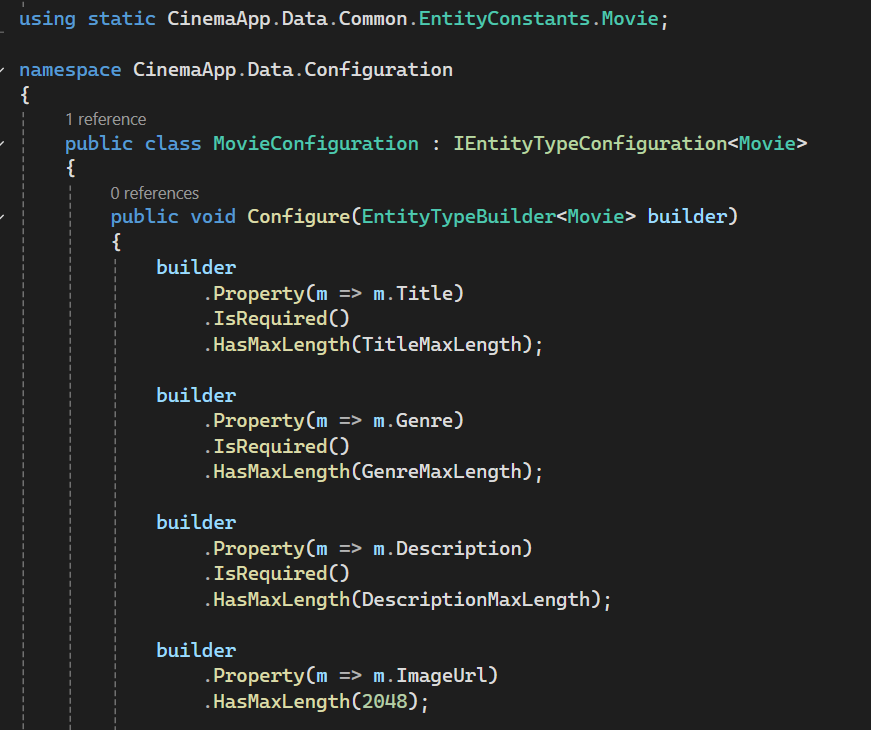 using static CinemaApp.Data.Common.EntityConstants.Movie;
namespace CinemaApp.Data.Configuration
{
1 reference
public class MovieConfiguration : IEntityTypeConfiguration<Movie>
{
0 references
public void Configure(EntityTypeBuilder<Movie> builder)
{
builder
.Property(m => m.Title)
.IsRequired()
.HasMaxLength(TitleMaxLength);
builder
.Property(m => m.Genre)
.IsRequired()
.HasMaxLength(GenreMaxLength);
builder
.Property(m => m.Description)
.IsRequired()
.HasMaxLength(DescriptionMaxLength);
builder
.Property(m => m.ImageUrl)
.HasMaxLength(2048);